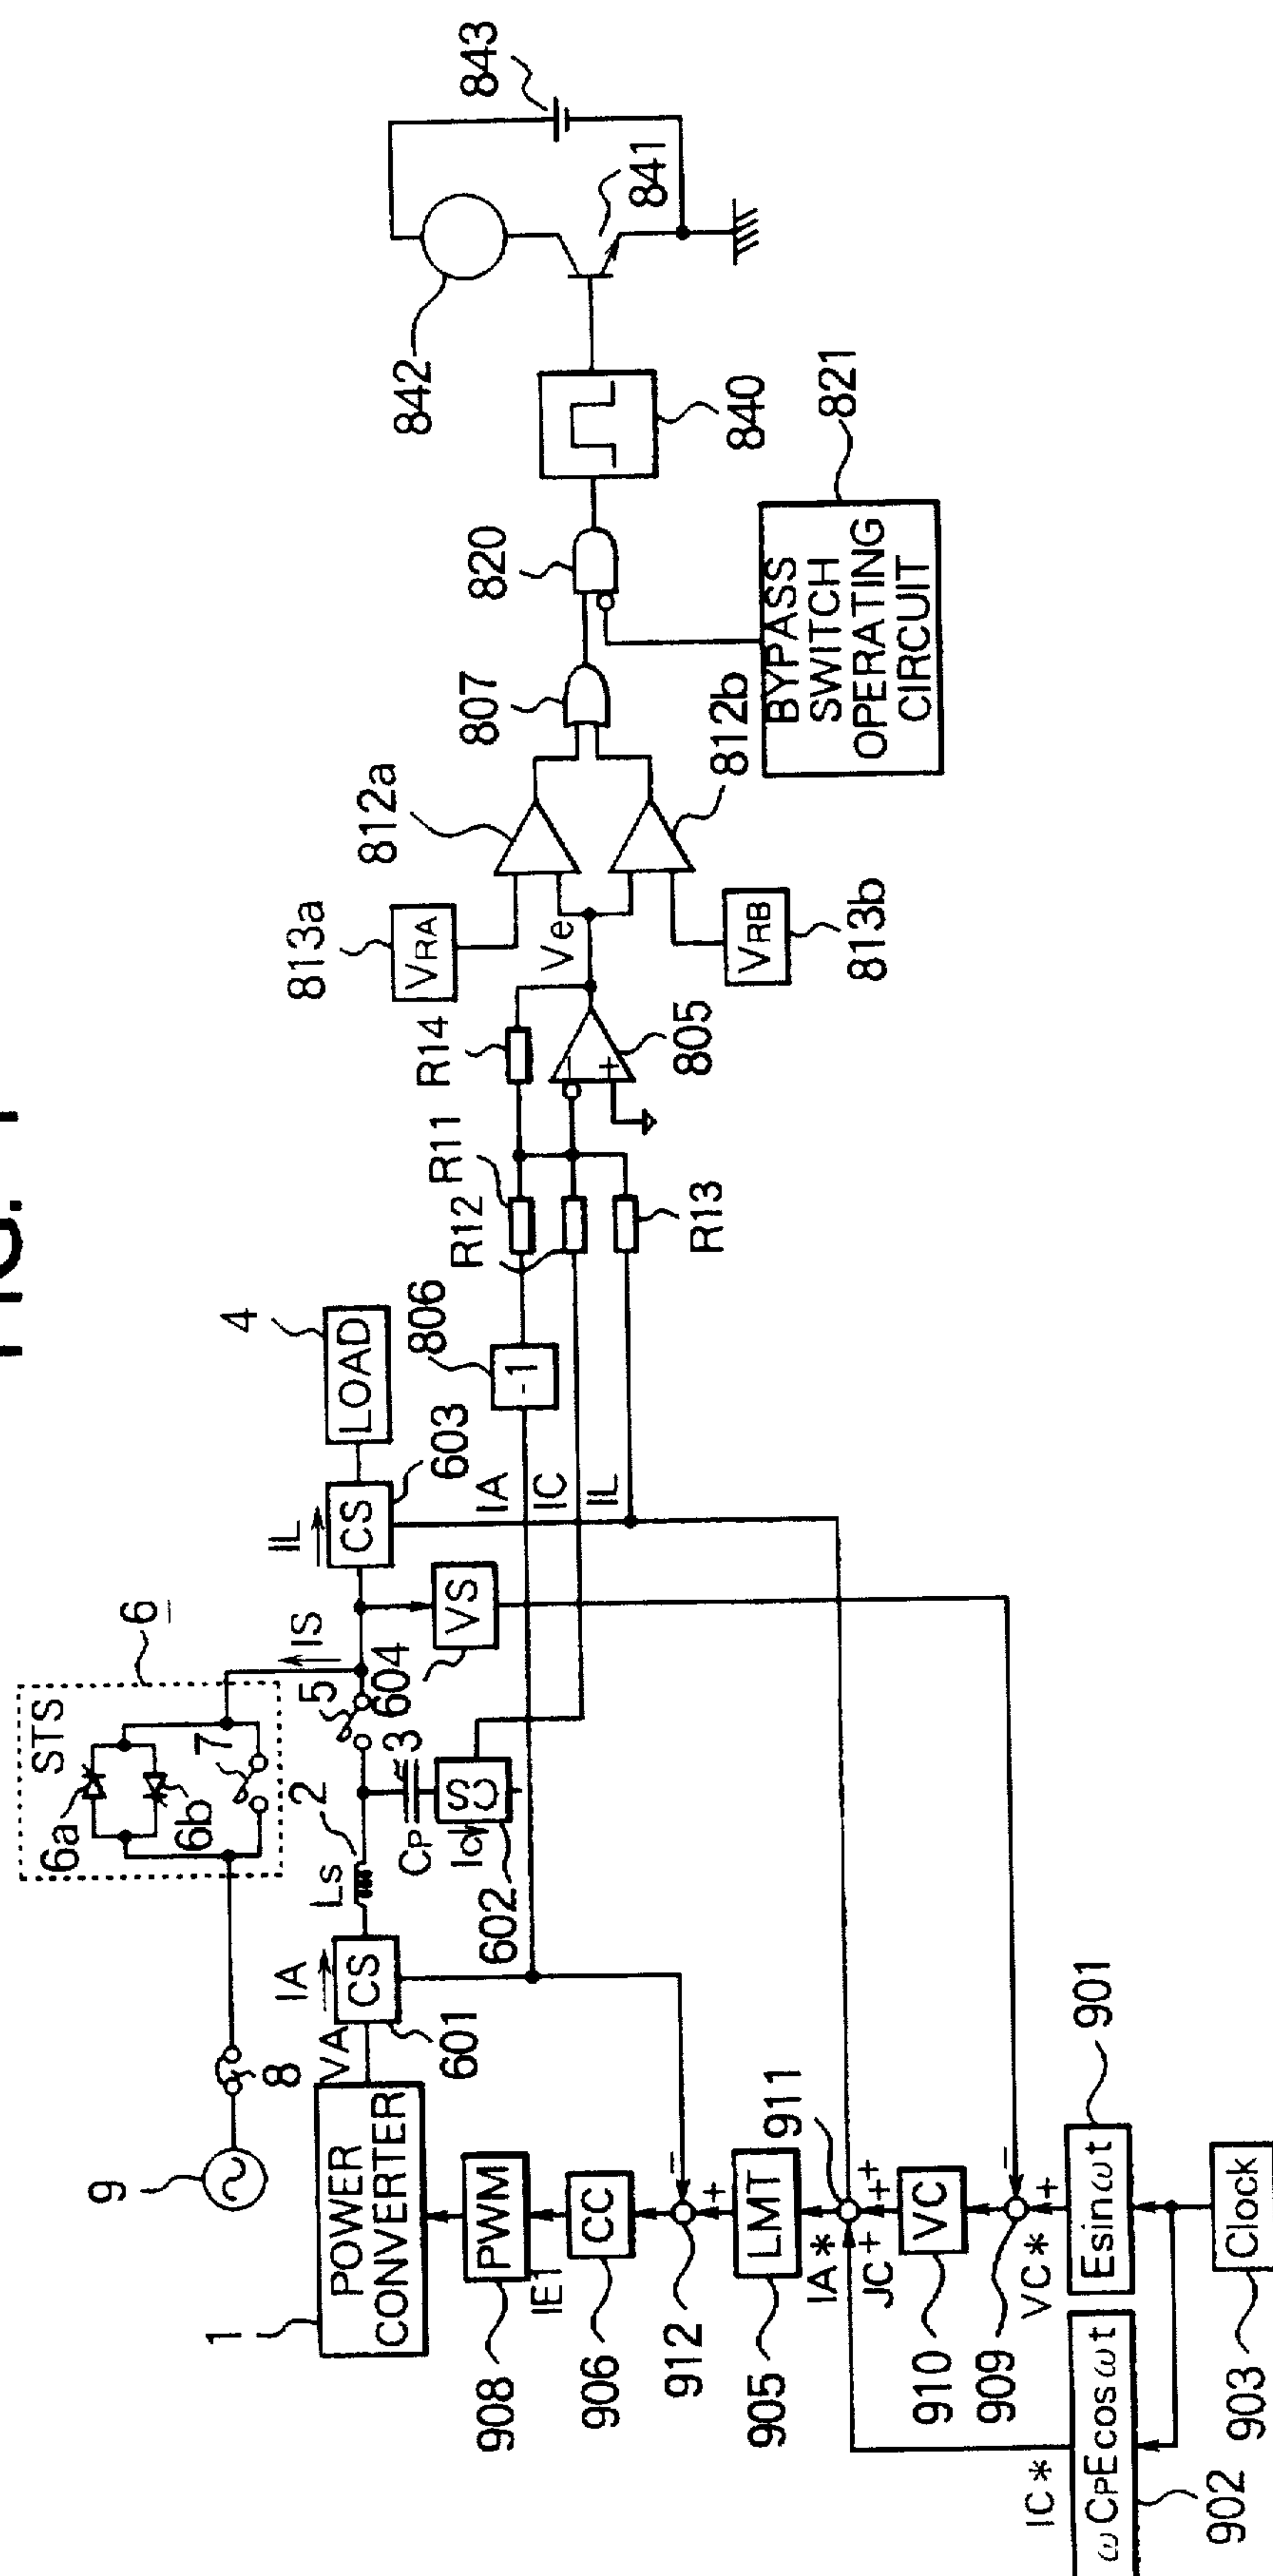 FIG. 1
9
8
STS
6
6a
6b
7
IS
1
POWER
CONVERTER
VA
IA
CS
601
Ls
2
5
CP
3
CS
Ic
602
604
VS
IL
CS
603
LOAD
4
IA
IC
IL
806
-1
R12
R11
R13
R14
−
+
805
Ve
813a
VRA
813b
VRB
812a
812b
807
820
BYPASS
SWITCH
OPERATING
CIRCUIT
821
840
841
842
843
908
PWM
IE1
906
CC
912
−
+
905
LMT
IA*
911
JC
+
+
+
910
VC
909
−
+
VC*
Esinωt
901
IC*
ωCPEcosωt
902
903
Clock